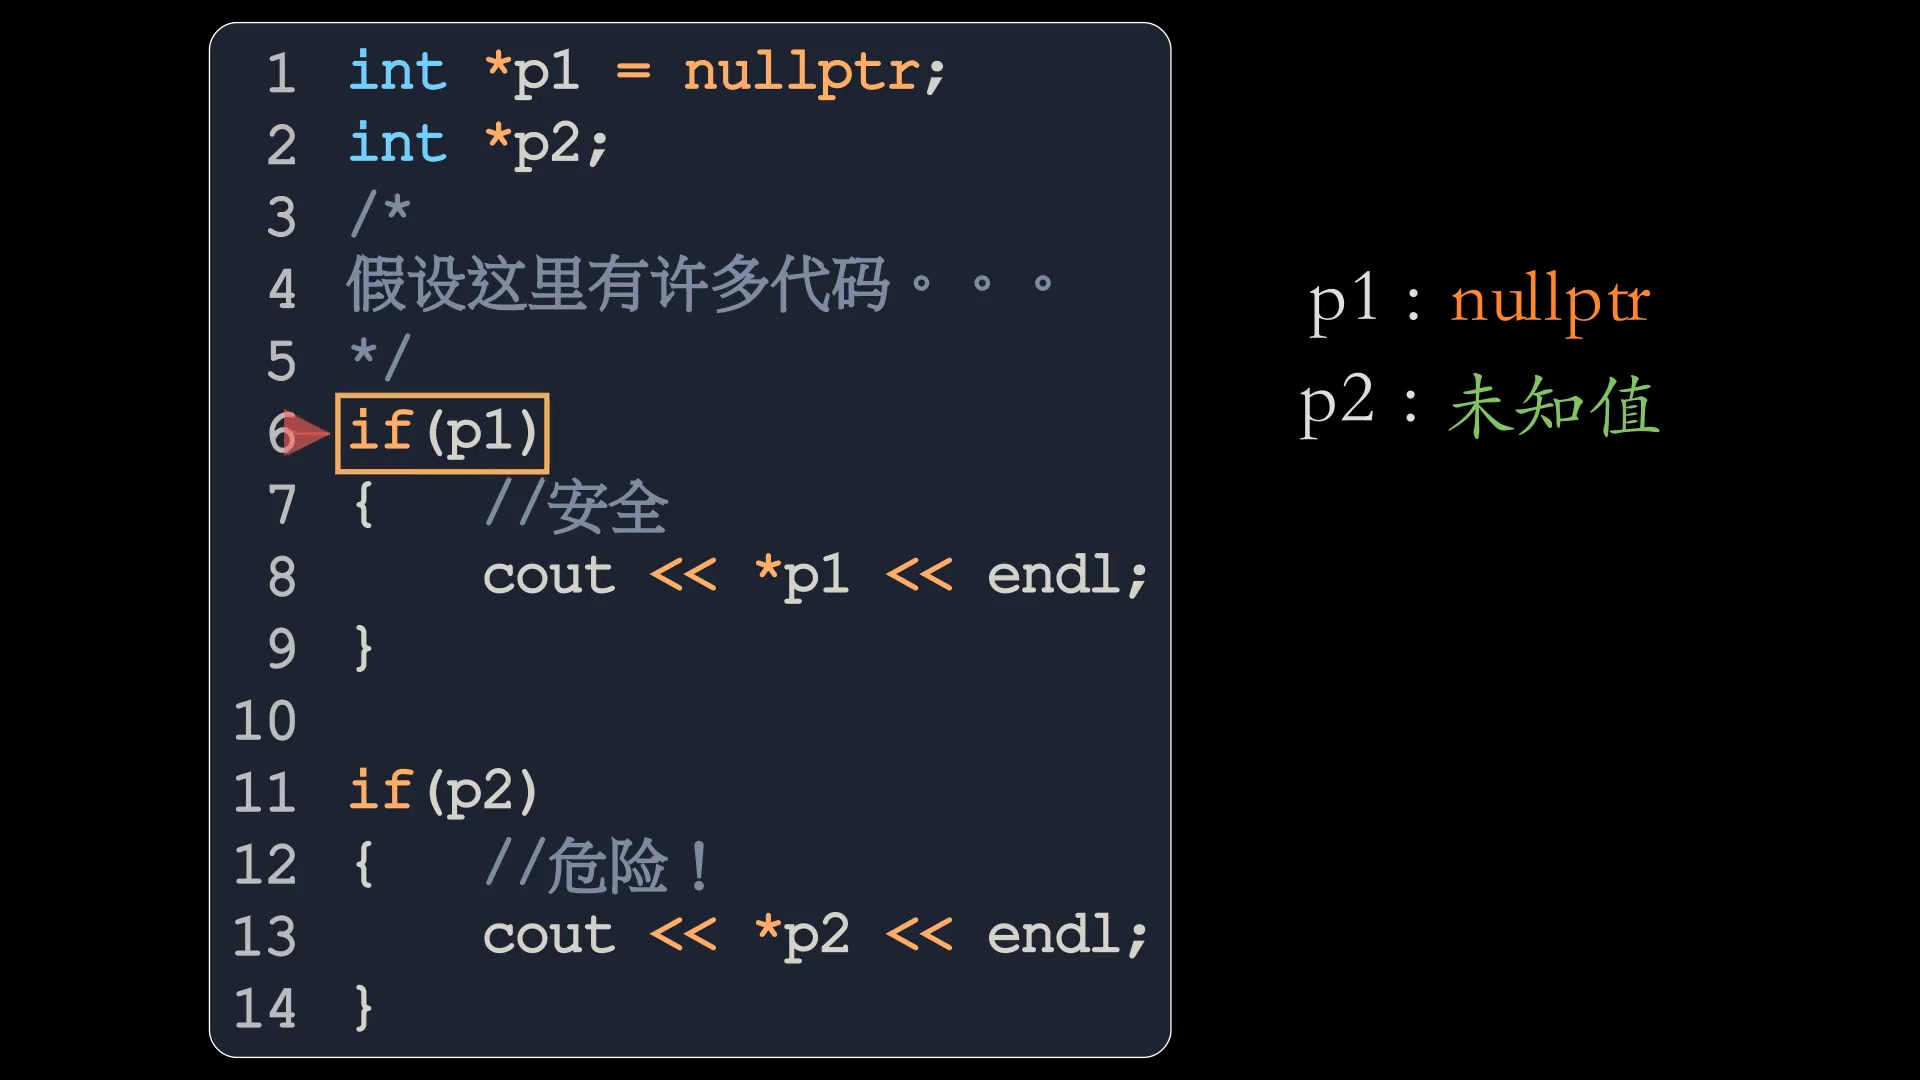 1 int *p1 = nullptr;
2 int *p2;
3 /*
4 假设这里有许多代码。。。
5 */
6 if(p1)
7 { //安全
8 cout << *p1 << endl;
9 }
10
11 if(p2)
12 { //危险！
13 cout << *p2 << endl;
14 }
p1：nullptr
p2：未知值